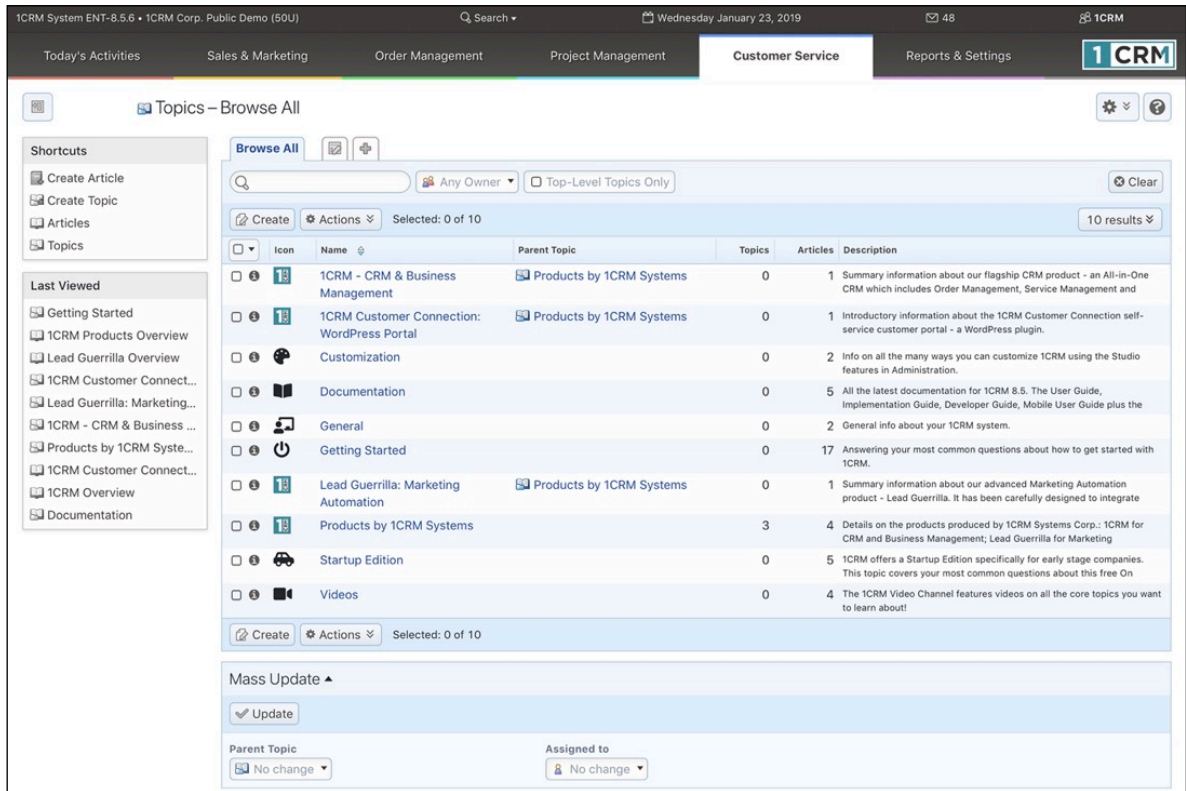 1CRM System ENT-8.5.6 • 1CRM Corp. Public Demo (50U)
Search
Wednesday January 23, 2019
48
1CRM
Today's Activities
Sales & Marketing
Order Management
Project Management
Customer Service
Reports & Settings
1 CRM
Topics – Browse All
Shortcuts
Create Article
Create Topic
Articles
Topics
Last Viewed
Getting Started
1CRM Products Overview
Lead Guerrilla Overview
1CRM Customer Connect...
Lead Guerrilla: Marketing...
1CRM - CRM & Business ...
Products by 1CRM Syste...
1CRM Customer Connect...
1CRM Overview
Documentation
Browse All
Any Owner
Top-Level Topics Only
Clear
Create
Actions
Selected: 0 of 10
10 results
Icon Name Parent Topic Topics Articles Description
1CRM - CRM & Business
Management
Products by 1CRM Systems
0
1
Summary information about our flagship CRM product - an All-in-One
CRM which includes Order Management, Service Management and
1CRM Customer Connection:
WordPress Portal
Products by 1CRM Systems
0
1
Introductory information about the 1CRM Customer Connection self-
service customer portal - a WordPress plugin.
Customization
0
2
Info on all the many ways you can customize 1CRM using the Studio
features in Administration.
Documentation
0
5
All the latest documentation for 1CRM 8.5. The User Guide,
Implementation Guide, Developer Guide, Mobile User Guide plus the
General
0
2
General info about your 1CRM system.
Getting Started
0
17
Answering your most common questions about how to get started with
1CRM.
Lead Guerrilla: Marketing
Automation
Products by 1CRM Systems
0
1
Summary information about our advanced Marketing Automation
product - Lead Guerrilla. It has been carefully designed to integrate
Products by 1CRM Systems
3
4
Details on the products produced by 1CRM Systems Corp.: 1CRM for
CRM and Business Management; Lead Guerrilla for Marketing
Startup Edition
0
5
1CRM offers a Startup Edition specifically for early stage companies.
This topic covers your most common questions about this free On
Videos
0
4
The 1CRM Video Channel features videos on all the core topics you want
to learn about!
Create
Actions
Selected: 0 of 10
Mass Update
Update
Parent Topic
No change
Assigned to
No change